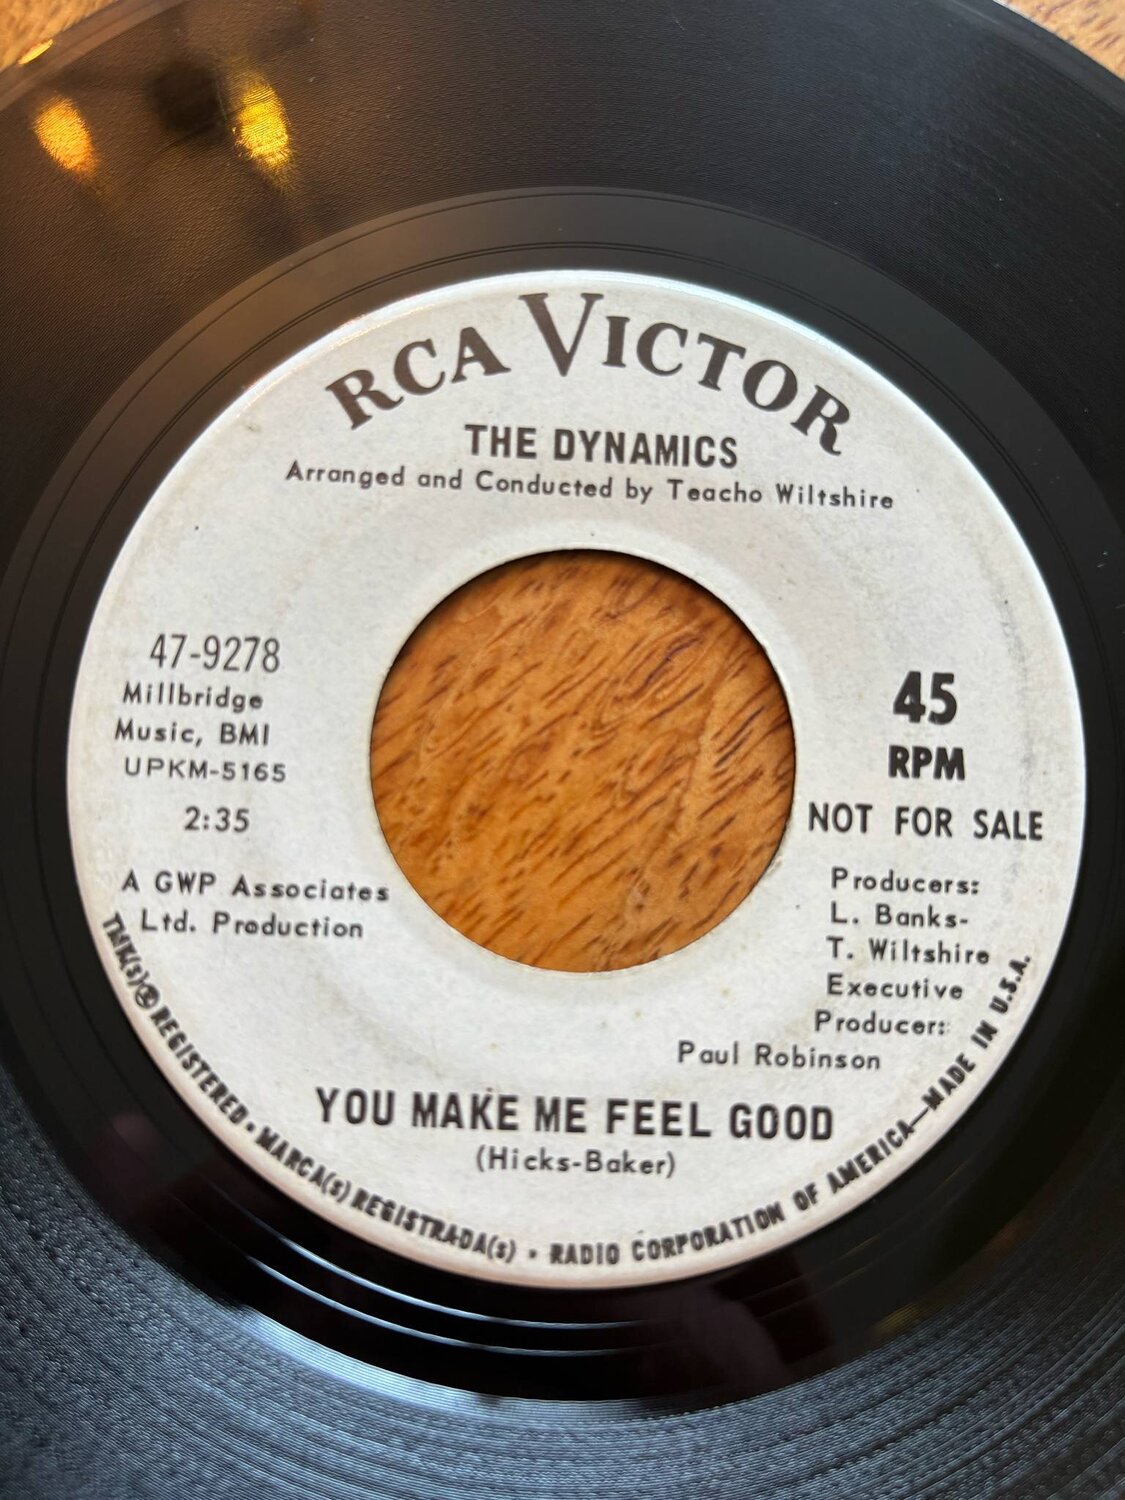 RCA VICTOR
THE DYNAMICS
Arranged and Conducted by Teacho Wiltshire
47-9278
Millbridge
Music, BMI
UPKM-5165
2:35
A GWP Associates
Ltd. Production
45
RPM
NOT FOR SALE
Producers:
L. Banks-
T. Wiltshire
Executive
Producer:
Paul Robinson
YOU MAKE ME FEEL GOOD
(Hicks-Baker)
TMK(s) ® REGISTERED • MARCA(s) REGISTRADA(s) • RADIO CORPORATION OF AMERICA—MADE IN U.S.A.